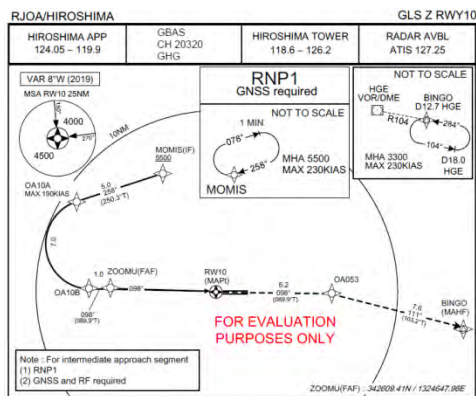 RJOA/HIROSHIMA GLS Z RWY10
HIROSHIMA APP
124.05 – 119.9
GBAS
CH 20320
GHG
HIROSHIMA TOWER
118.6 – 126.2
RADAR AVBL
ATIS 127.25
VAR 8°W (2019)
MSA RW10 25NM
4000
4500
270°
10NM
MOMIS(IF)
5500
5.0
258°
(250.3°T)
OA10A
MAX 190KIAS
7.0
RNP1
GNSS required
NOT TO SCALE
1 MIN
078°
258°
MHA 5500
MAX 230KIAS
MOMIS
NOT TO SCALE
HGE
VOR/DME
BINGO
D12.7 HGE
R104
284°
104°
MHA 3300
MAX 230KIAS
D18.0
HGE
1.0
ZOOMU(FAF)
OA10B
098°
098°
(089.9°T)
RW10
(MAPt)
6.2
098°
(089.9°T)
OA053
7.6
111°
(103.2°T)
BINGO
(MAHF)
FOR EVALUATION
PURPOSES ONLY
Note : For intermediate approach segment
(1) RNP1
(2) GNSS and RF required
ZOOMU(FAF) : 342609.41N / 1324647.96E